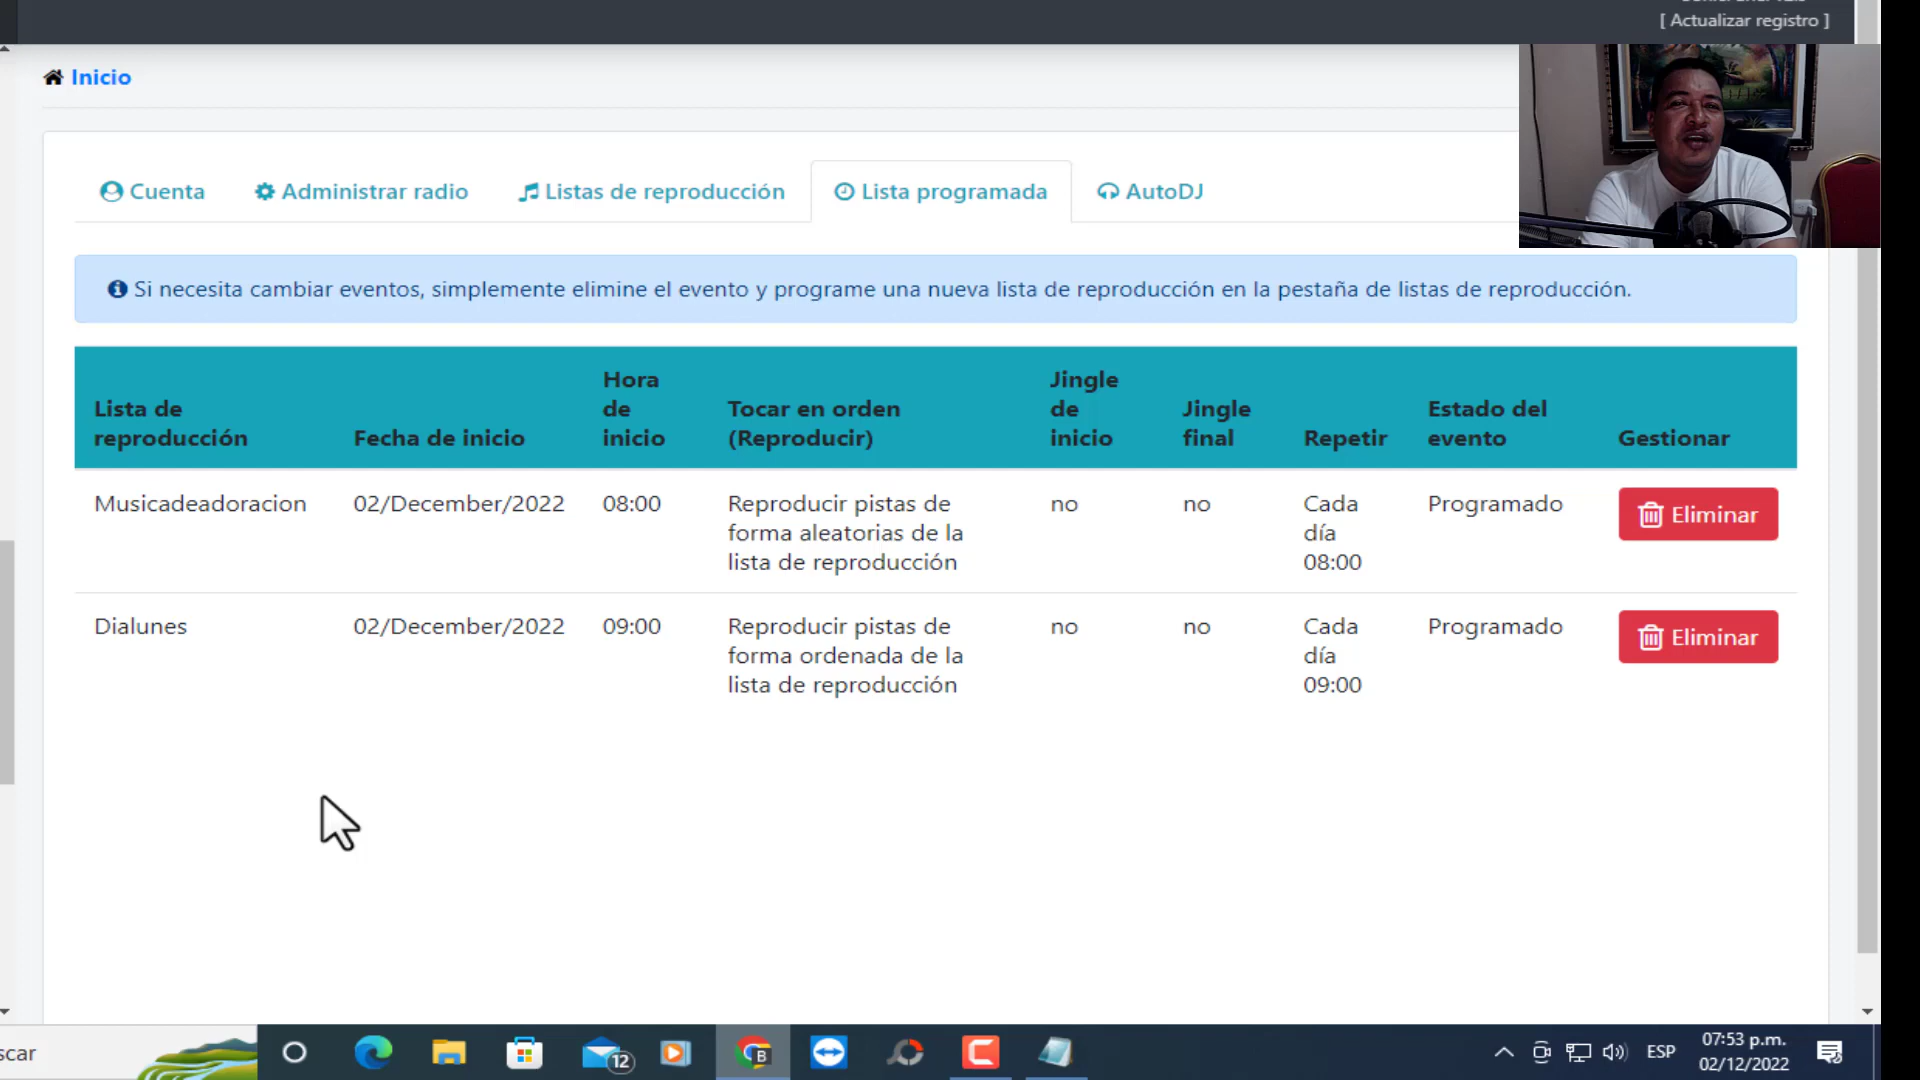 [ Actualizar registro ]
Inicio
Cuenta
Administrar radio
Listas de reproducción
Lista programada
AutoDJ
Si necesita cambiar eventos, simplemente elimine el evento y programe una nueva lista de reproducción en la pestaña de listas de reproducción.
Lista de
reproducción
Fecha de inicio
Hora
de
inicio
Tocar en orden
(Reproducir)
Jingle
de
inicio
Jingle
final
Repetir
Estado del
evento
Gestionar
Musicadeadoracion
02/December/2022
08:00
Reproducir pistas de
forma aleatorias de la
lista de reproducción
no
no
Cada
día
08:00
Programado
Eliminar
Dialunes
02/December/2022
09:00
Reproducir pistas de
forma ordenada de la
lista de reproducción
no
no
Cada
día
09:00
Programado
Eliminar
scar
12
B
ESP
07:53 p.m.
02/12/2022